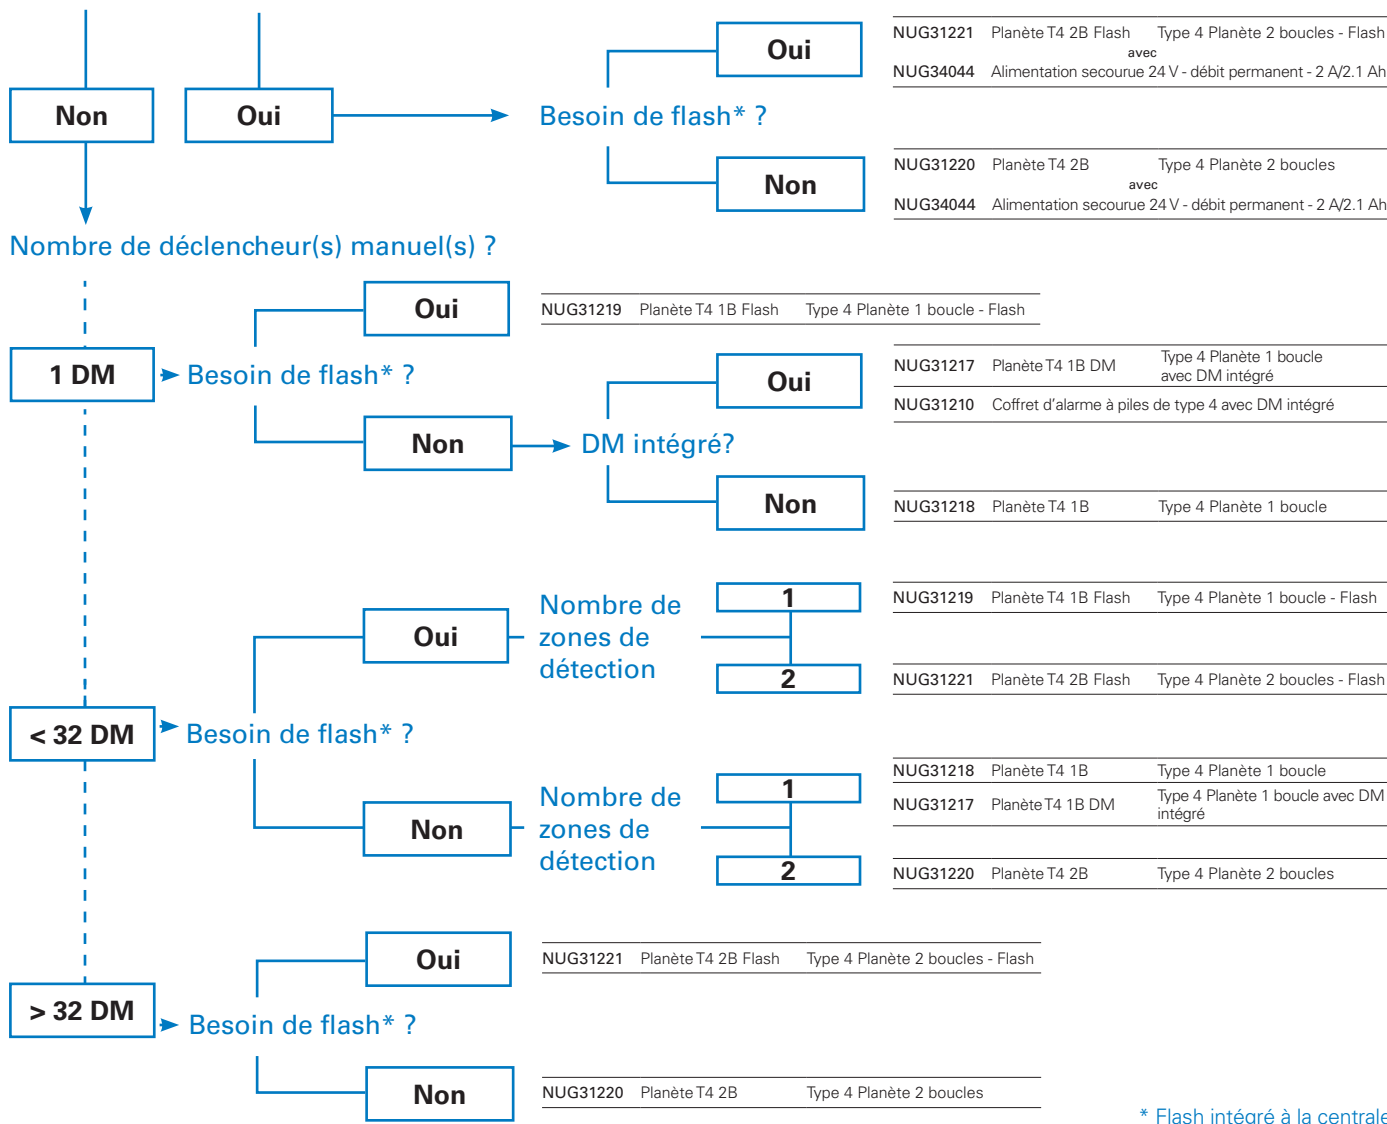 Non
Oui
Besoin de flash* ?
Oui
NUG31221 Planète T4 2B Flash Type 4 Planète 2 boucles - Flash
avec
NUG34044 Alimentation secourue 24 V - débit permanent - 2 A/2.1 Ah
Non
NUG31220 Planète T4 2B Type 4 Planète 2 boucles
avec
NUG34044 Alimentation secourue 24 V - débit permanent - 2 A/2.1 Ah
Nombre de déclencheur(s) manuel(s) ?
1 DM
Besoin de flash* ?
Oui
NUG31219 Planète T4 1B Flash Type 4 Planète 1 boucle - Flash
Non
DM intégré?
Oui
NUG31217 Planète T4 1B DM Type 4 Planète 1 boucle
avec DM intégré
NUG31210 Coffret d'alarme à piles de type 4 avec DM intégré
Non
NUG31218 Planète T4 1B Type 4 Planète 1 boucle
< 32 DM
Besoin de flash* ?
Oui
Nombre de
zones de
détection
1
NUG31219 Planète T4 1B Flash Type 4 Planète 1 boucle - Flash
2
NUG31221 Planète T4 2B Flash Type 4 Planète 2 boucles - Flash
Non
Nombre de
zones de
détection
1
NUG31218 Planète T4 1B Type 4 Planète 1 boucle
NUG31217 Planète T4 1B DM Type 4 Planète 1 boucle avec DM
intégré
2
NUG31220 Planète T4 2B Type 4 Planète 2 boucles
> 32 DM
Besoin de flash* ?
Oui
NUG31221 Planète T4 2B Flash Type 4 Planète 2 boucles - Flash
Non
NUG31220 Planète T4 2B Type 4 Planète 2 boucles
* Flash intégré à la centrale